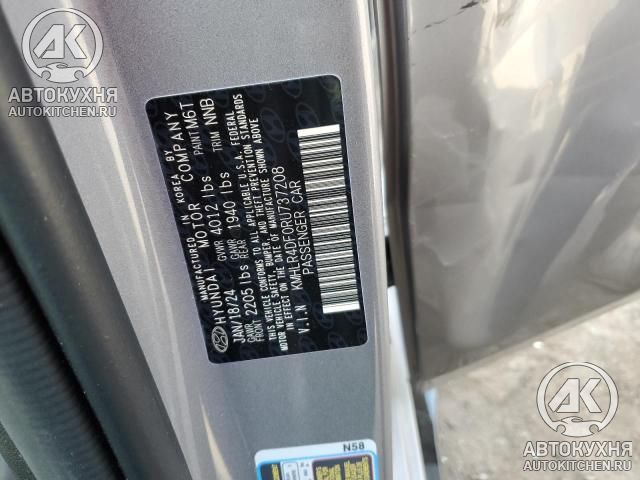 АВТОКУХНЯ
AUTOKITCHEN.RU
MANUFACTURED IN KOREA BY
HYUNDAI MOTOR COMPANY
JAN/18/24 GVWR 4012 lbs PAINT M6T
GAWR FRONT 2205 lbs GAWR REAR 1940 lbs TRIM NNB
THIS VEHICLE CONFORMS TO ALL APPLICABLE U.S.A. FEDERAL
MOTOR VEHICLE SAFETY, BUMPER, AND THEFT PREVENTION STANDARDS
IN EFFECT ON THE DATE OF MANUFACTURE SHOWN ABOVE
V.I.N KMHLR4DF0RU737208
PASSENGER CAR
N58
АВТОКУХНЯ
AUTOKITCHEN.RU